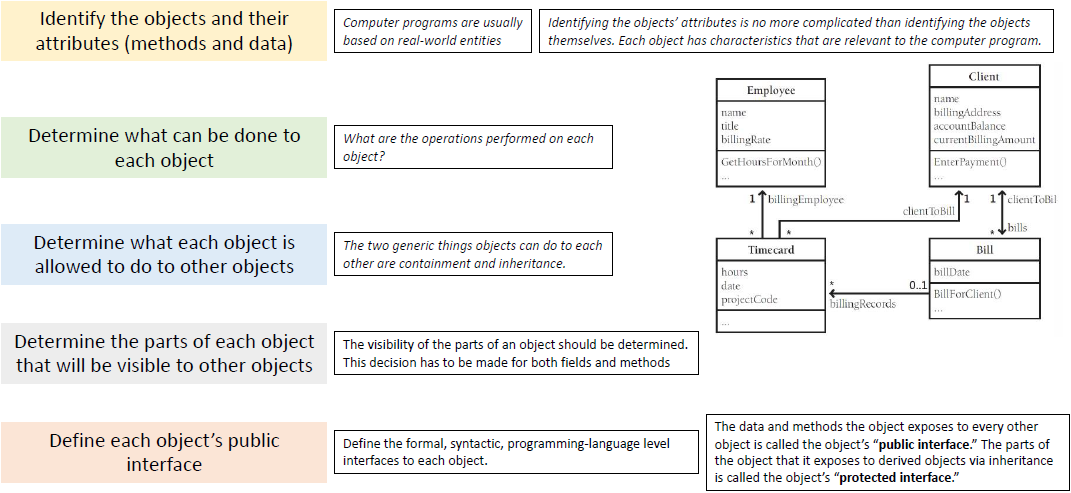 Identify the objects and their
attributes (methods and data)
Computer programs are usually
based on real-world entities
Identifying the objects' attributes is no more complicated than identifying the objects
themselves. Each object has characteristics that are relevant to the computer program.
Determine what can be done to
each object
What are the operations performed on each
object?
Determine what each object is
allowed to do to other objects
The two generic things objects can do to each
other are containment and inheritance.
Employee
name
title
billingRate
GetHoursForMonth()
...
Client
name
billingAddress
accountBalance
currentBillingAmount
EnterPayment()
...
1
billingEmployee
*
clientToBill
1
*
1
clientToBil
*
bills
Timecard
hours
date
projectCode
...
Bill
billDate
BillForClient()
...
*
0..1
billingRecords
Determine the parts of each object
that will be visible to other objects
The visibility of the parts of an object should be determined.
This decision has to be made for both fields and methods
Define each object's public
interface
Define the formal, syntactic, programming-language level
interfaces to each object.
The data and methods the object exposes to every other
object is called the object's “public interface.” The parts of
the object that it exposes to derived objects via inheritance
is called the object's “protected interface.”